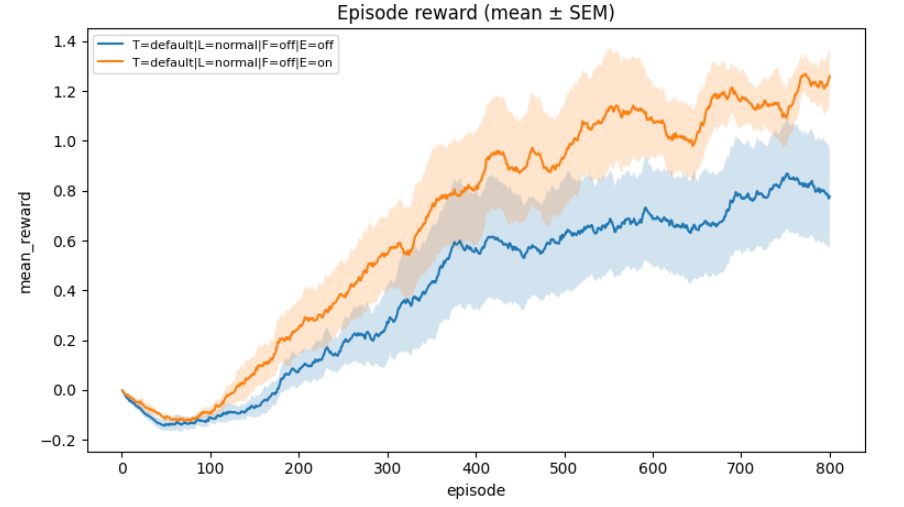 Episode reward (mean ± SEM)
T=default|L=normal|F=off|E=off
T=default|L=normal|F=off|E=on
mean_reward
1.4
1.2
1.0
0.8
0.6
0.4
0.2
0.0
−0.2
0 100 200 300 400 500 600 700 800
episode